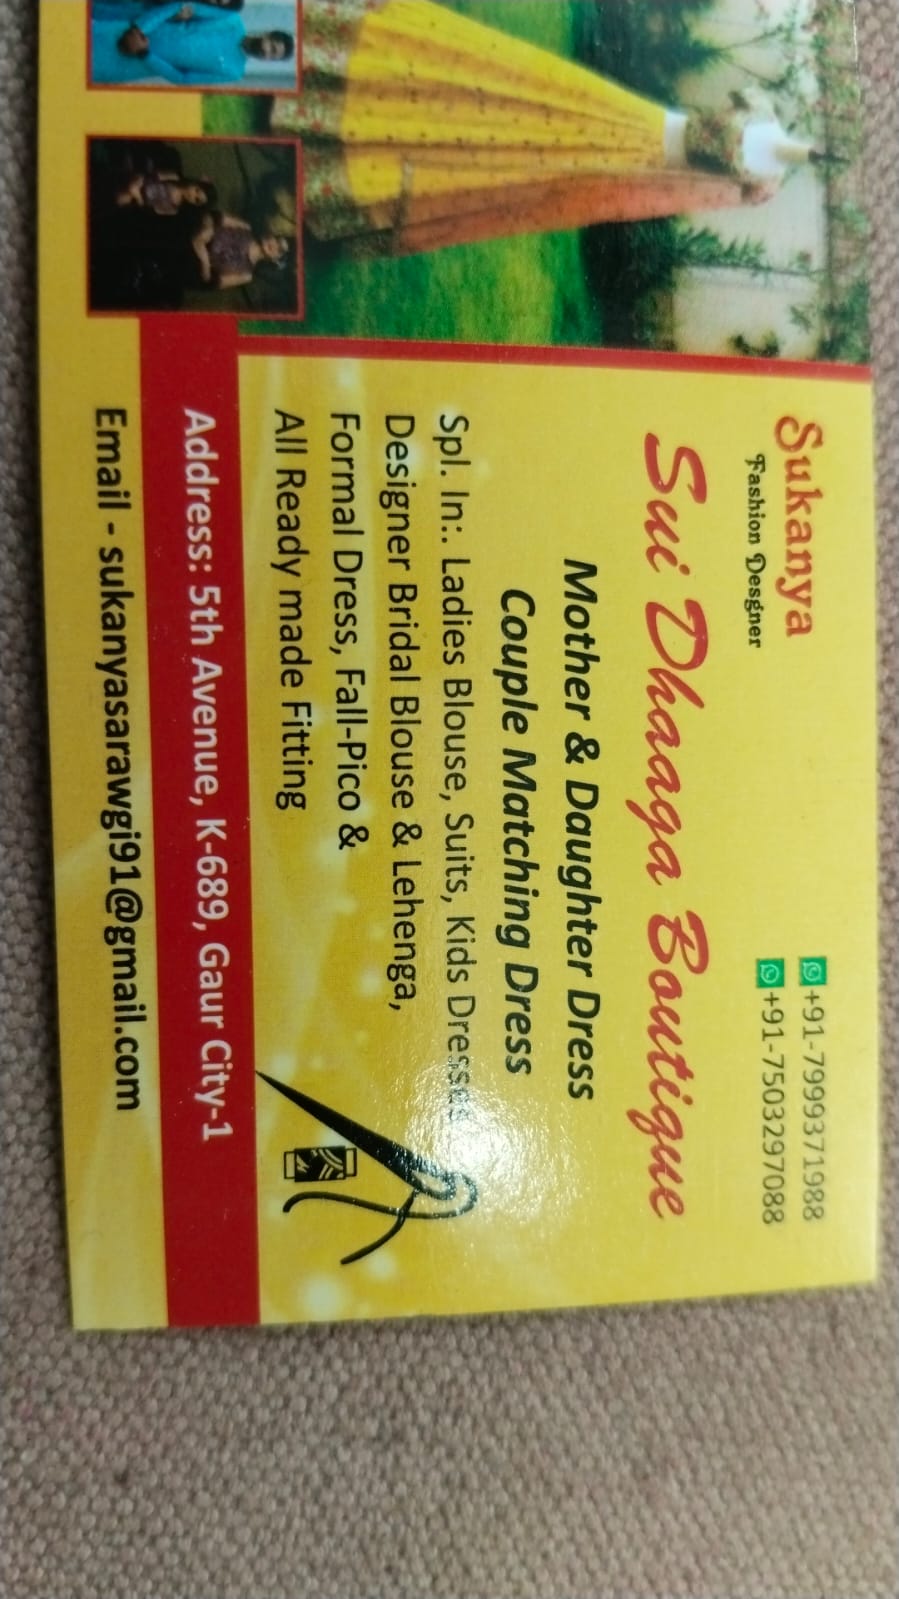 Sukanya
Fashion Desgner
+91-7999371988
+91-7503297088
Sui Dhaaga Boutique
Mother & Daughter Dress
Couple Matching Dress
Spl. In:. Ladies Blouse, Suits, Kids Dresses
Designer Bridal Blouse & Lehenga,
Formal Dress, Fall-Pico &
All Ready made Fitting
Address: 5th Avenue, K-689, Gaur City-1
Email - sukanyasarawgi91@gmail.com